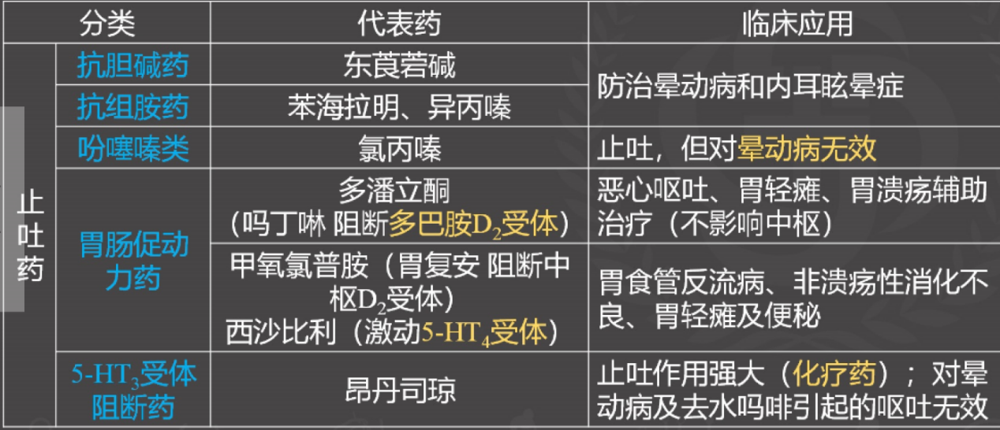 分类 代表药 临床应用
止吐药
抗胆碱药 东莨菪碱 防治晕动病和内耳眩晕症
抗组胺药 苯海拉明、异丙嗪
吩噻嗪类 氯丙嗪 止吐，但对晕动病无效
胃肠促动
力药
多潘立酮
（吗丁啉 阻断多巴胺D₂受体）
恶心呕吐、胃轻瘫、胃溃疡辅助
治疗（不影响中枢）
甲氧氯普胺（胃复安 阻断中
枢D₂受体）
西沙比利（激动5-HT₄受体）
胃食管反流病、非溃疡性消化不
良、胃轻瘫及便秘
5-HT₃受体
阻断药
昂丹司琼
止吐作用强大（化疗药）；对晕
动病及去水吗啡引起的呕吐无效